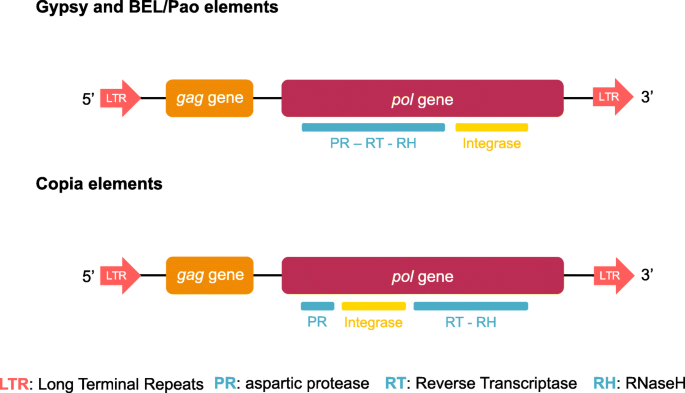 Gypsy and BEL/Pao elements
5’ LTR gag gene pol gene LTR 3’
PR – RT - RH Integrase
Copia elements
5’ LTR gag gene pol gene LTR 3’
PR Integrase RT - RH
LTR: Long Terminal Repeats PR: aspartic protease RT: Reverse Transcriptase RH: RNaseH